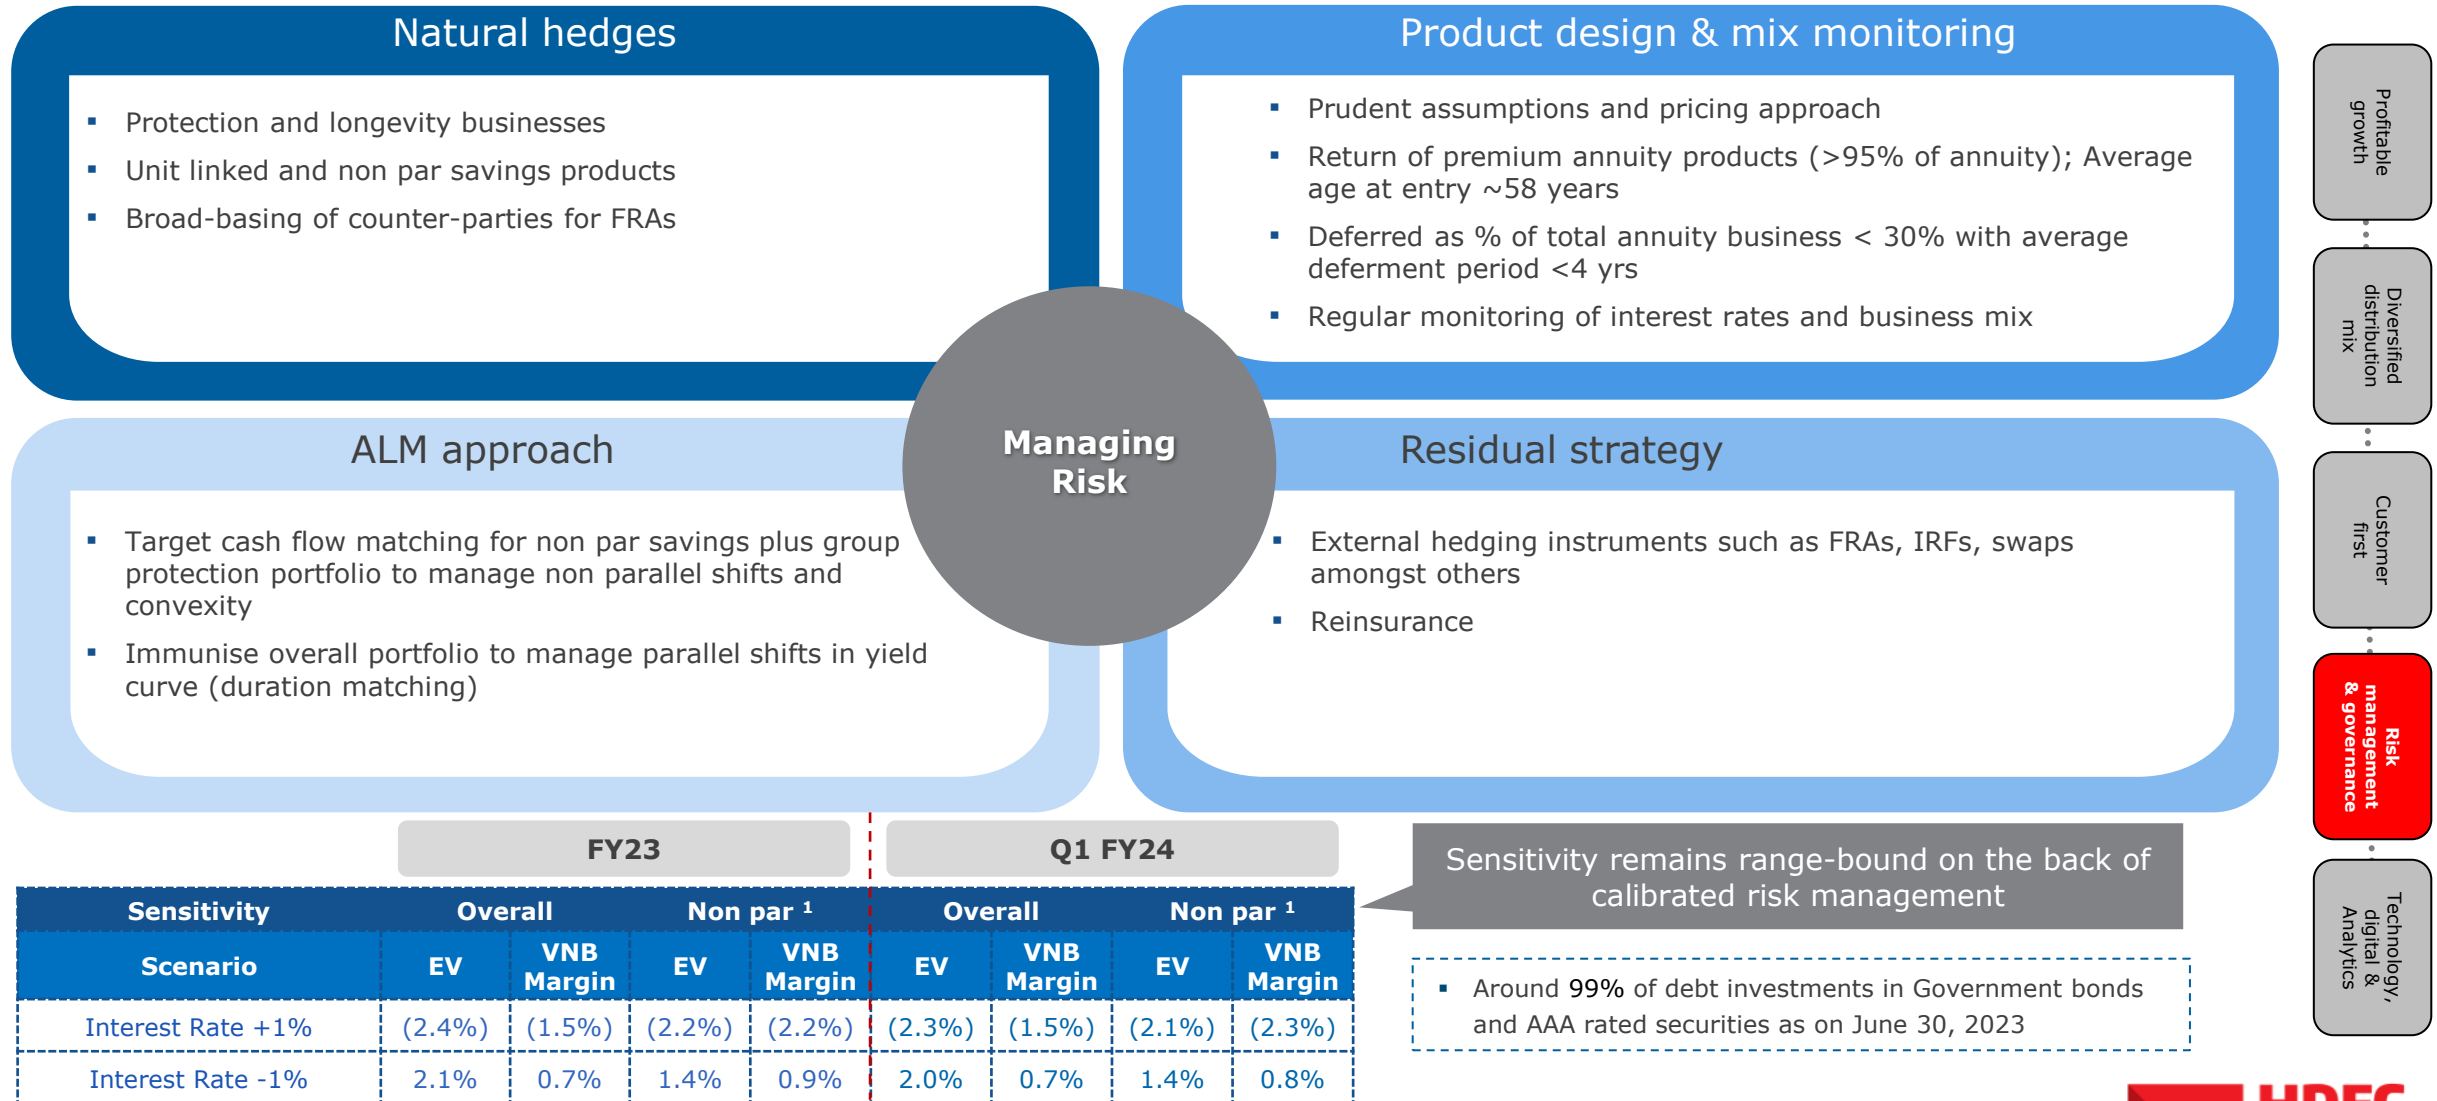 Natural hedges
▪ Protection and longevity businesses
▪ Unit linked and non par savings products
▪ Broad-basing of counter-parties for FRAs
Product design & mix monitoring
▪ Prudent assumptions and pricing approach
▪ Return of premium annuity products (>95% of annuity); Average
age at entry ~58 years
▪ Deferred as % of total annuity business < 30% with average
deferment period <4 yrs
▪ Regular monitoring of interest rates and business mix
Managing
Risk
ALM approach
▪ Target cash flow matching for non par savings plus group
protection portfolio to manage non parallel shifts and
convexity
▪ Immunise overall portfolio to manage parallel shifts in yield
curve (duration matching)
Residual strategy
▪ External hedging instruments such as FRAs, IRFs, swaps
amongst others
▪ Reinsurance
Profitable
growth
Diversified
distribution
mix
Customer
first
Risk
management
& governance
Technology,
digital &
Analytics
FY23 Q1 FY24
Sensitivity Overall Non par 1 Overall Non par 1
Scenario EV VNB Margin EV VNB Margin EV VNB Margin EV VNB Margin
Interest Rate +1% (2.4%) (1.5%) (2.2%) (2.2%) (2.3%) (1.5%) (2.1%) (2.3%)
Interest Rate -1% 2.1% 0.7% 1.4% 0.9% 2.0% 0.7% 1.4% 0.8%
Sensitivity remains range-bound on the back of
calibrated risk management
▪ Around 99% of debt investments in Government bonds
and AAA rated securities as on June 30, 2023
HDFC